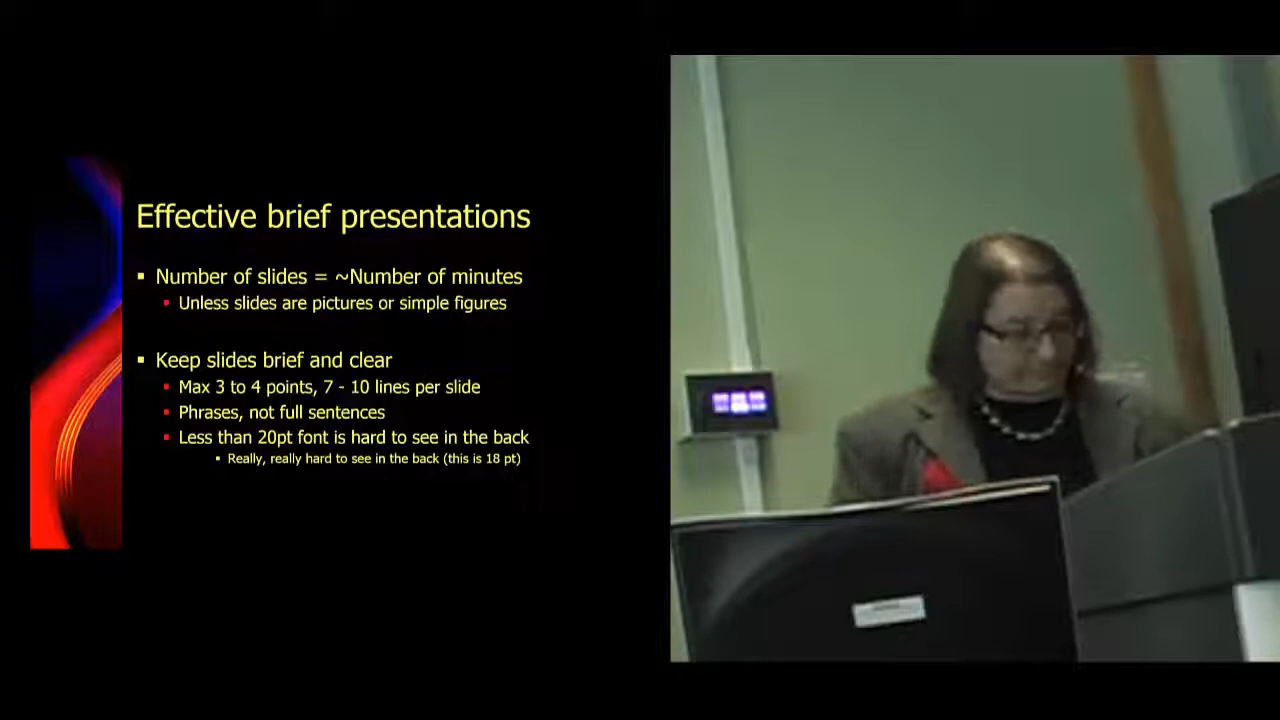 Effective brief presentations
Number of slides = ~Number of minutes
Unless slides are pictures or simple figures
Keep slides brief and clear
Max 3 to 4 points, 7 - 10 lines per slide
Phrases, not full sentences
Less than 20pt font is hard to see in the back
Really, really hard to see in the back (this is 18 pt)